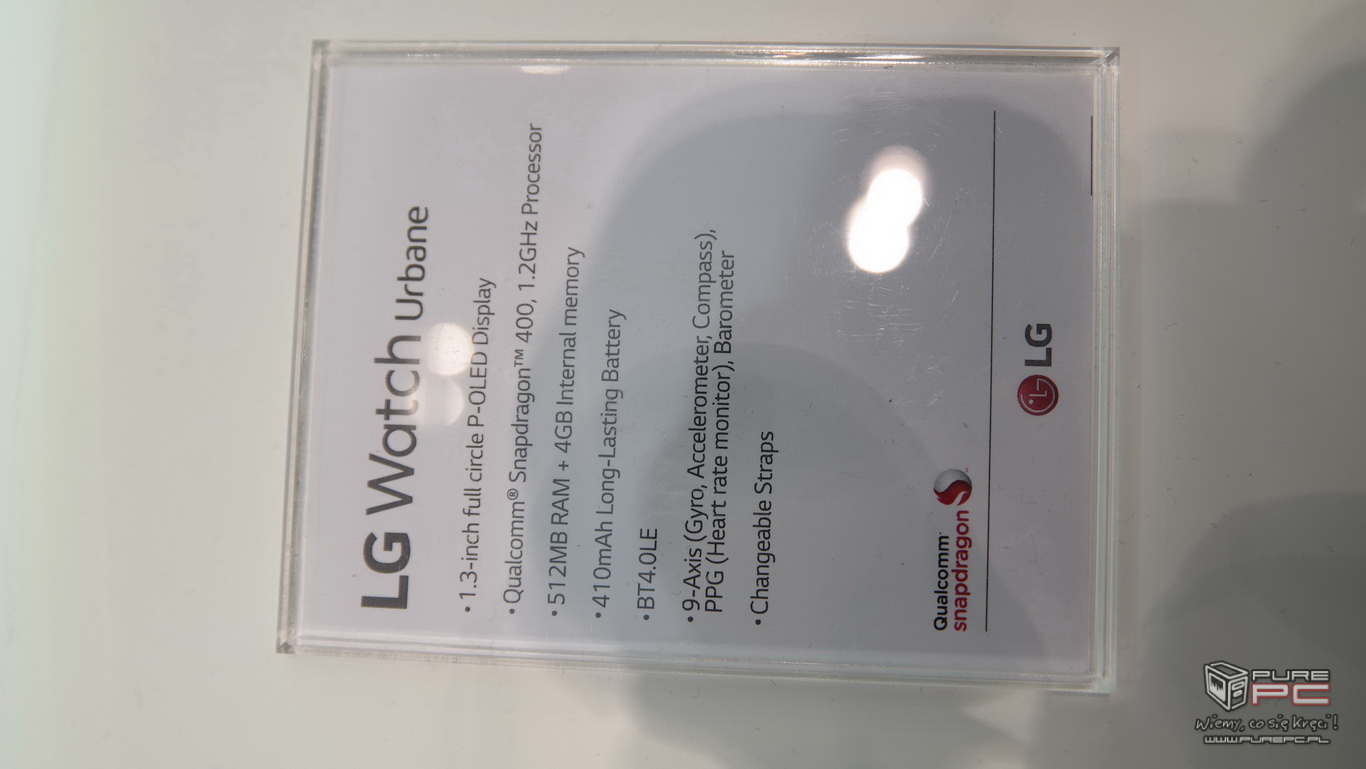 LG Watch Urbane
• 1.3-inch full circle P-OLED Display
• Qualcomm® Snapdragon™ 400, 1.2GHz Processor
• 512MB RAM + 4GB Internal memory
• 410mAh Long-Lasting Battery
• BT4.0LE
• 9-Axis (Gyro, Accelerometer, Compass),
PPG (Heart rate monitor), Barometer
• Changeable Straps
Qualcomm
snapdragon
LG
PURE
PC
Wiemy, co się kręci!
WWW.PUREPC.PL